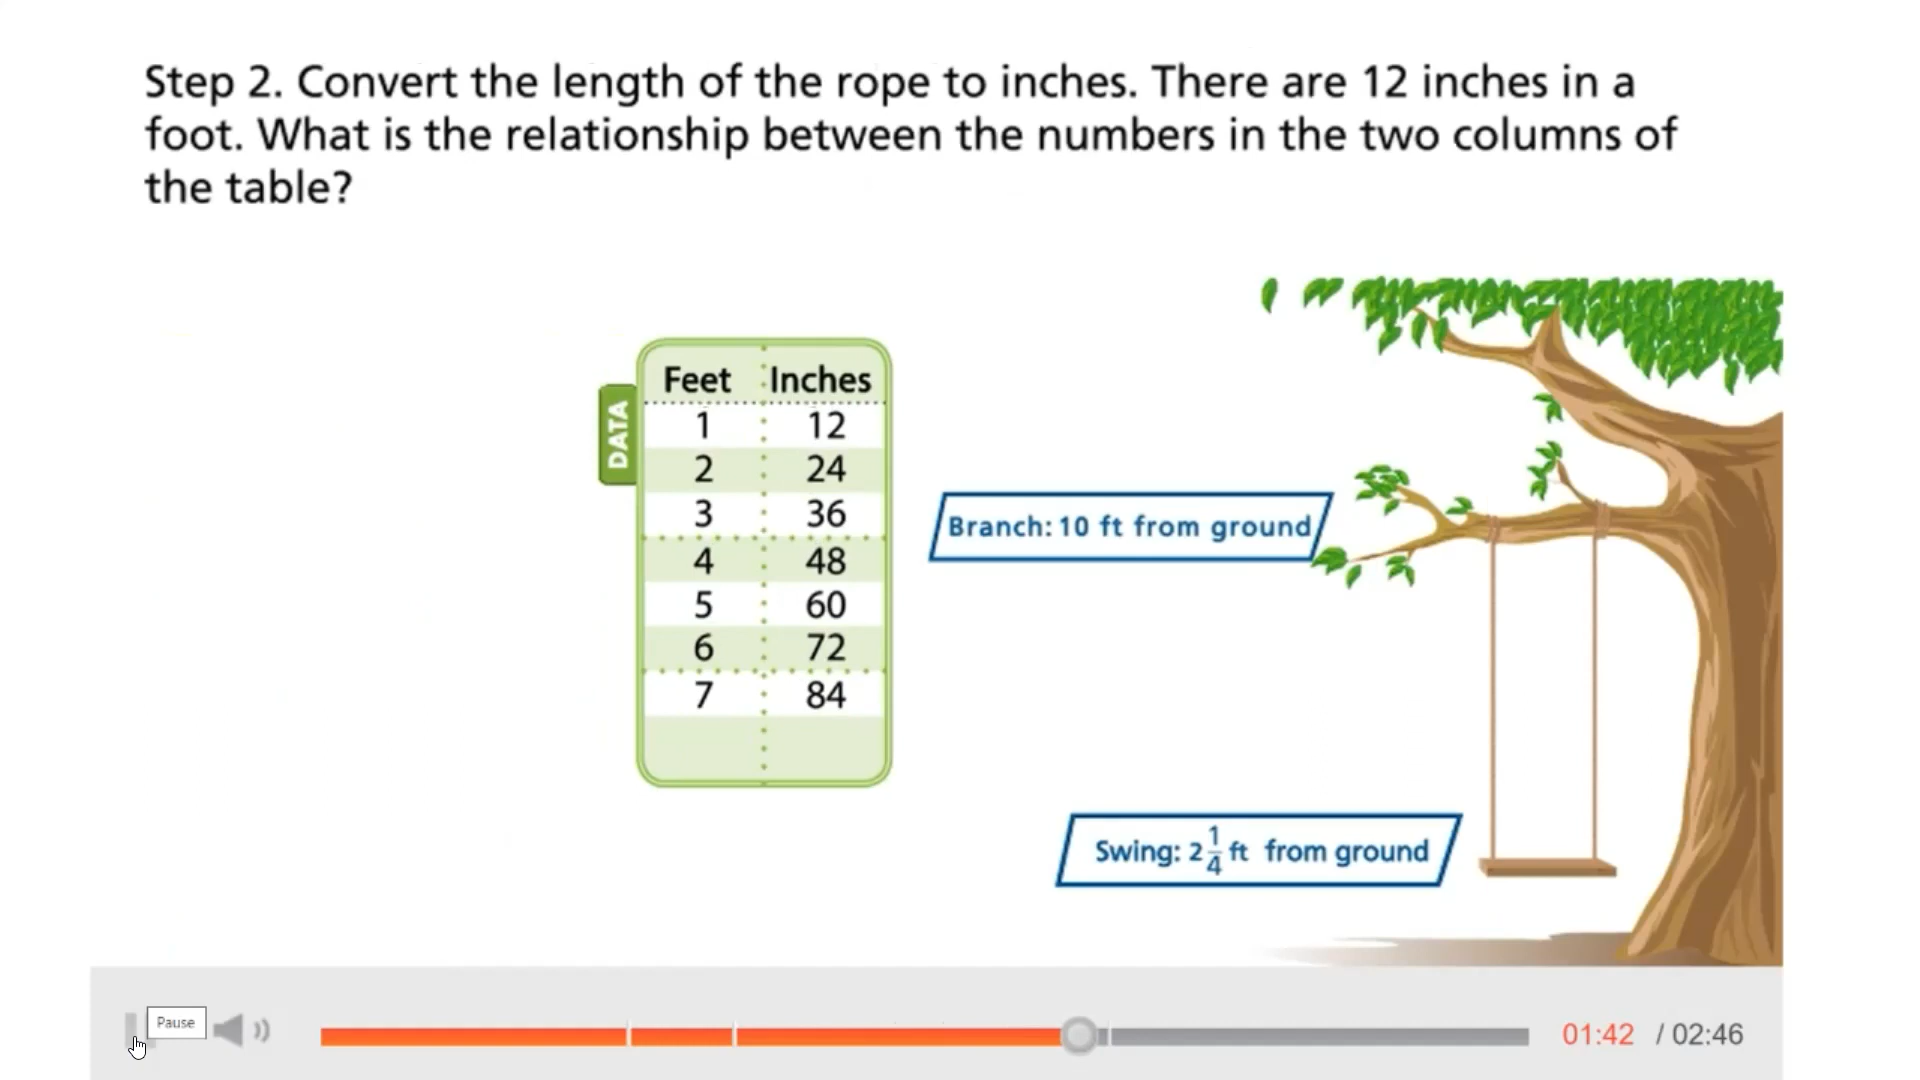 Step 2. Convert the length of the rope to inches. There are 12 inches in a
foot. What is the relationship between the numbers in the two columns of
the table?
DATA
Feet Inches
1 12
2 24
3 36
4 48
5 60
6 72
7 84
Branch: 10 ft from ground
Swing: 2 1/4 ft from ground
Pause
01:42 / 02:46